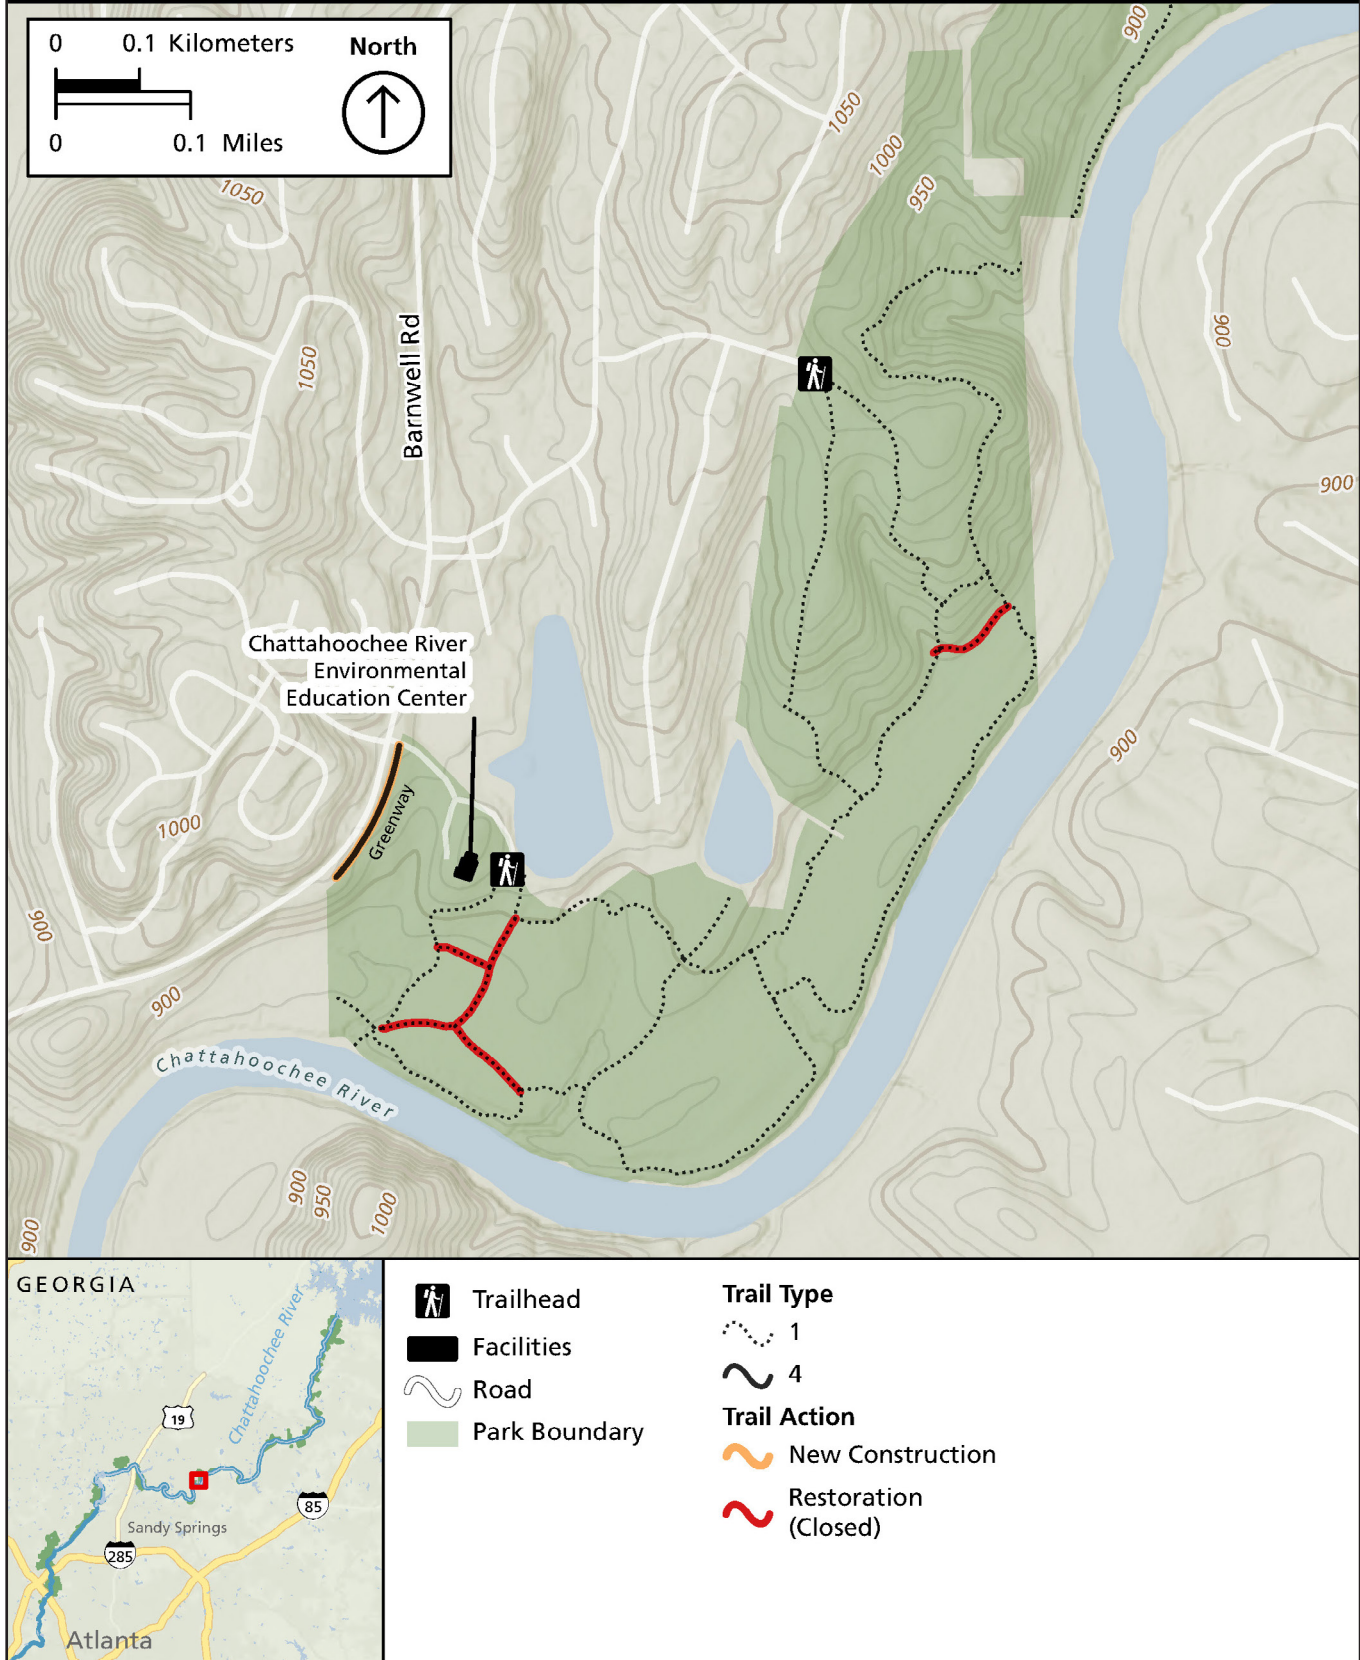 0 0.1 Kilometers
North
0 0.1 Miles
900
1050
1000
950
1050
1050
Barnwell Rd
900
900
Chattahoochee River
Environmental
Education Center
900
Greenway
1000
900
900
Chattahoochee River
900
950
1000
900
GEORGIA
Chattahoochee River
19
85
Sandy Springs
285
Atlanta
Trailhead
Facilities
Road
Park Boundary
Trail Type
1
4
Trail Action
New Construction
Restoration
(Closed)